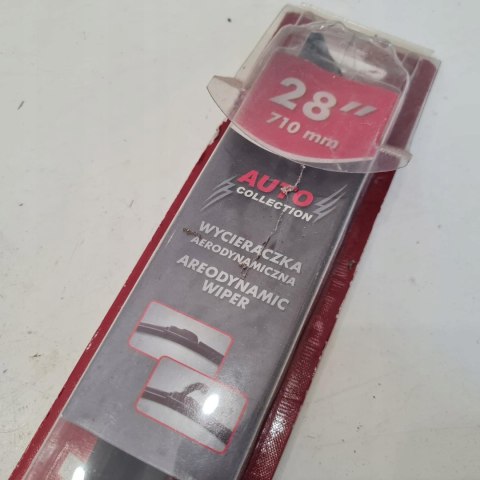 28"
710 mm
AUTO
COLLECTION
WYCIERACZKA
AERODYNAMICZNA
AREODYNAMIC
WIPER